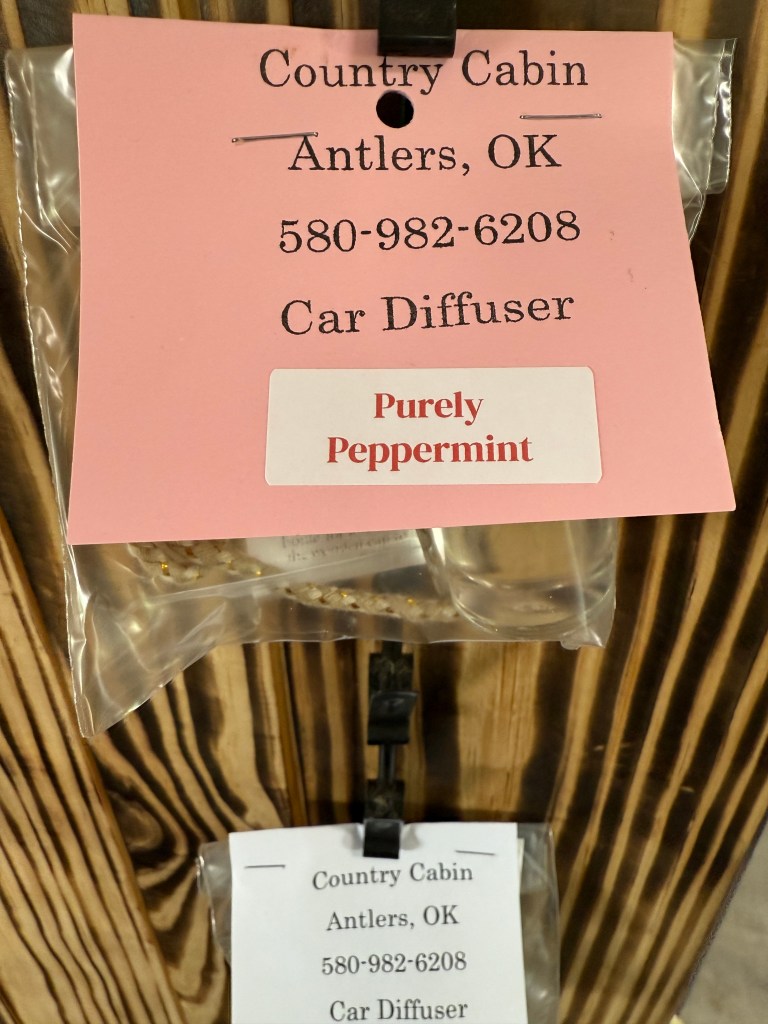 Country Cabin
Antlers, OK
580-982-6208
Car Diffuser
Purely
Peppermint
Country Cabin
Antlers, OK
580-982-6208
Car Diffuser